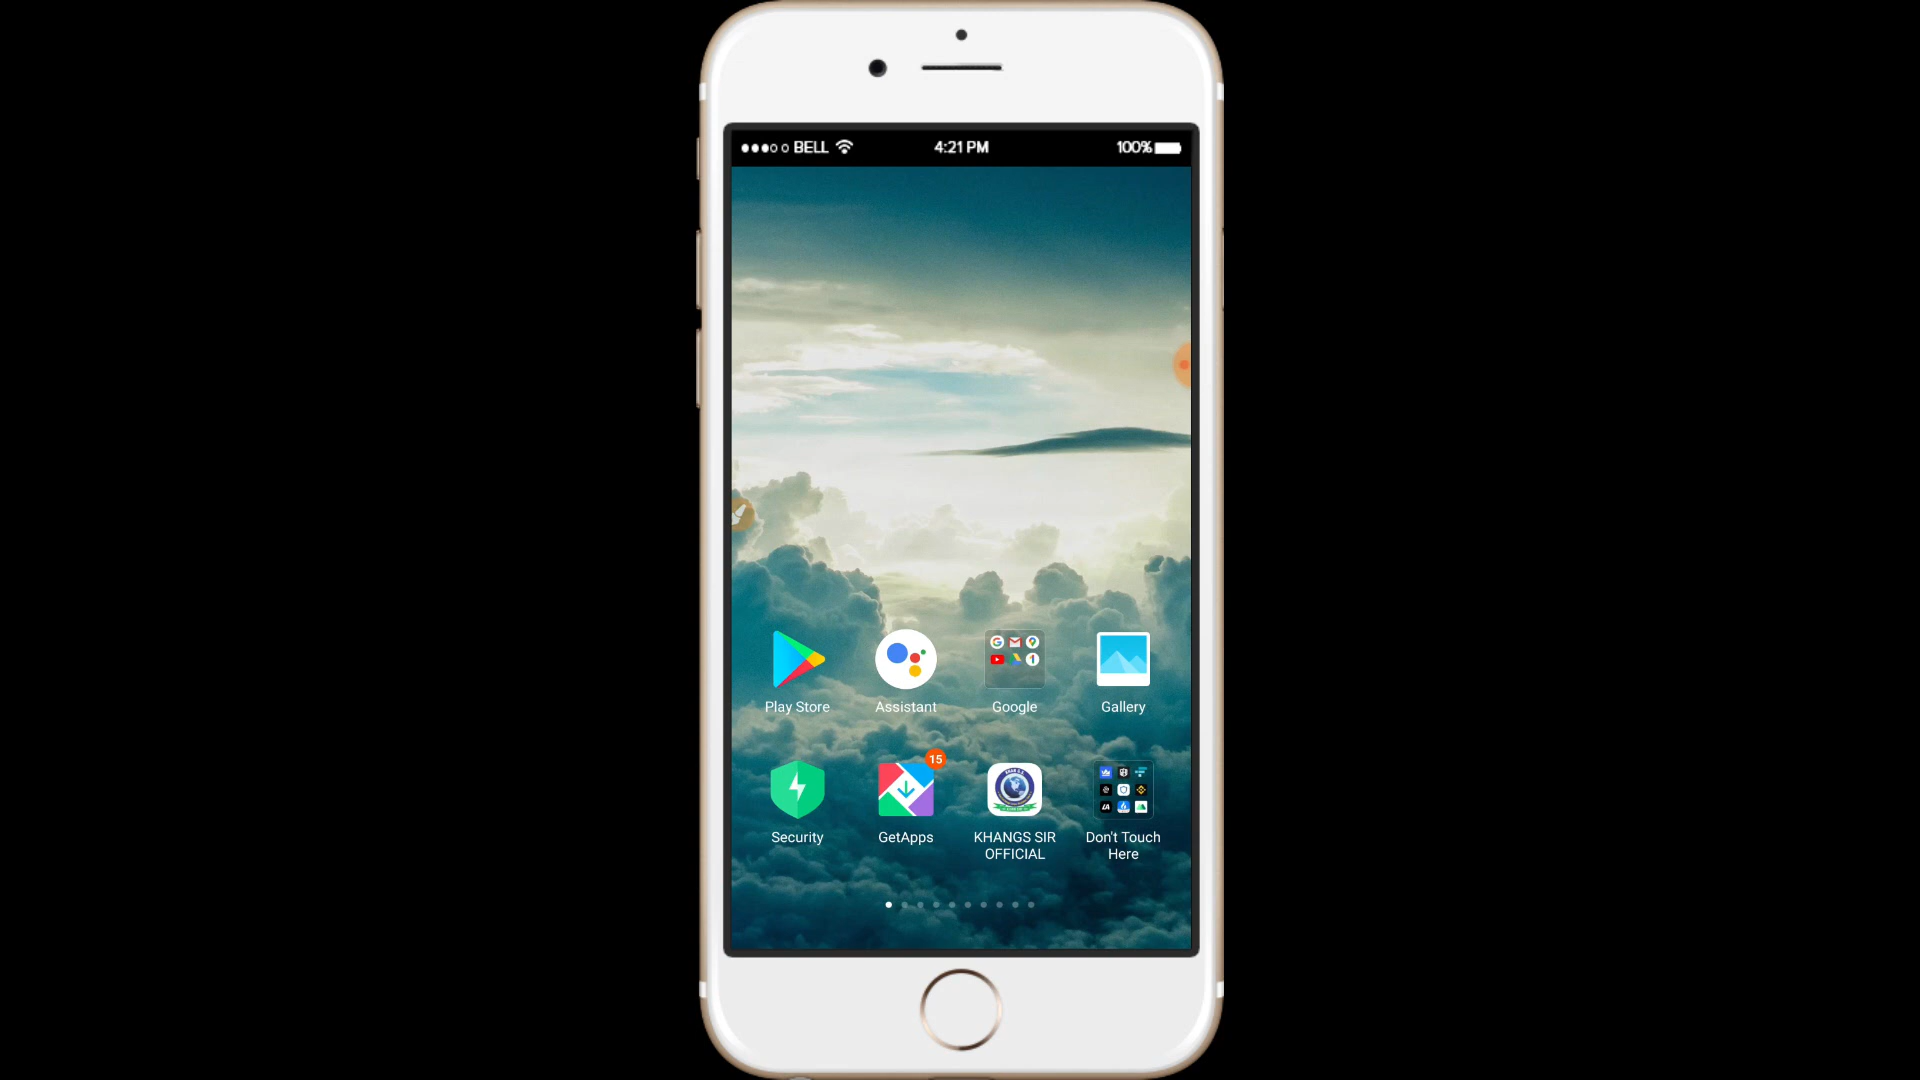 BELL 4:21 PM 100%
Play Store Assistant Google Gallery
15
Security GetApps KHANGS SIR Don't Touch
OFFICIAL Here